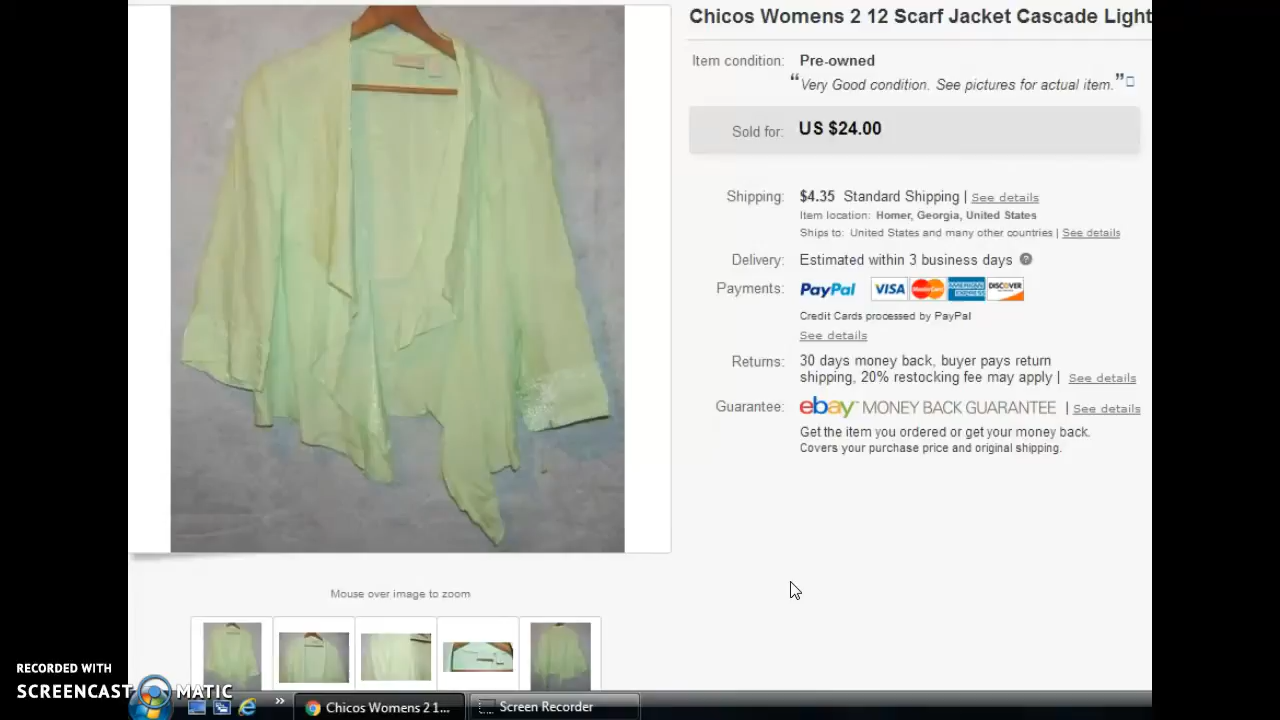 Chicos Womens 2 12 Scarf Jacket Cascade Light
Item condition: Pre-owned
“Very Good condition. See pictures for actual item.”
Sold for: US $24.00
Shipping: $4.35 Standard Shipping | See details
Item location: Homer, Georgia, United States
Ships to: United States and many other countries | See details
Delivery: Estimated within 3 business days ?
Payments: PayPal VISA MasterCard AMERICAN EXPRESS DISCOVER
Credit Cards processed by PayPal
See details
Returns: 30 days money back, buyer pays return
shipping, 20% restocking fee may apply | See details
Guarantee: ebay™ MONEY BACK GUARANTEE | See details
Get the item you ordered or get your money back.
Covers your purchase price and original shipping.
Mouse over image to zoom
RECORDED WITH
SCREENCAST MATIC
» Chicos Womens 2 1... Screen Recorder